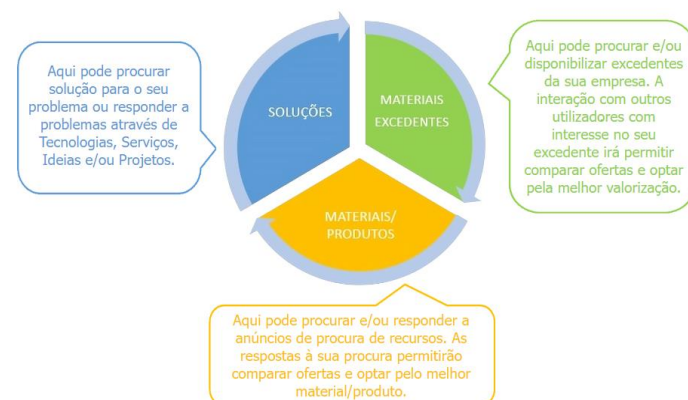 Aqui pode procurar
solução para o seu
problema ou responder a
problemas através de
Tecnologias, Serviços,
Ideias e/ou Projetos.
SOLUÇÕES
MATERIAIS
EXCEDENTES
Aqui pode procurar e/ou
disponibilizar excedentes
da sua empresa. A
interação com outros
utilizadores com
interesse no seu
excedente irá permitir
comparar ofertas e optar
pela melhor valorização.
MATERIAIS/
PRODUTOS
Aqui pode procurar e/ou responder a
anúncios de procura de recursos. As
respostas à sua procura permitirão
comparar ofertas e optar pelo melhor
material/produto.